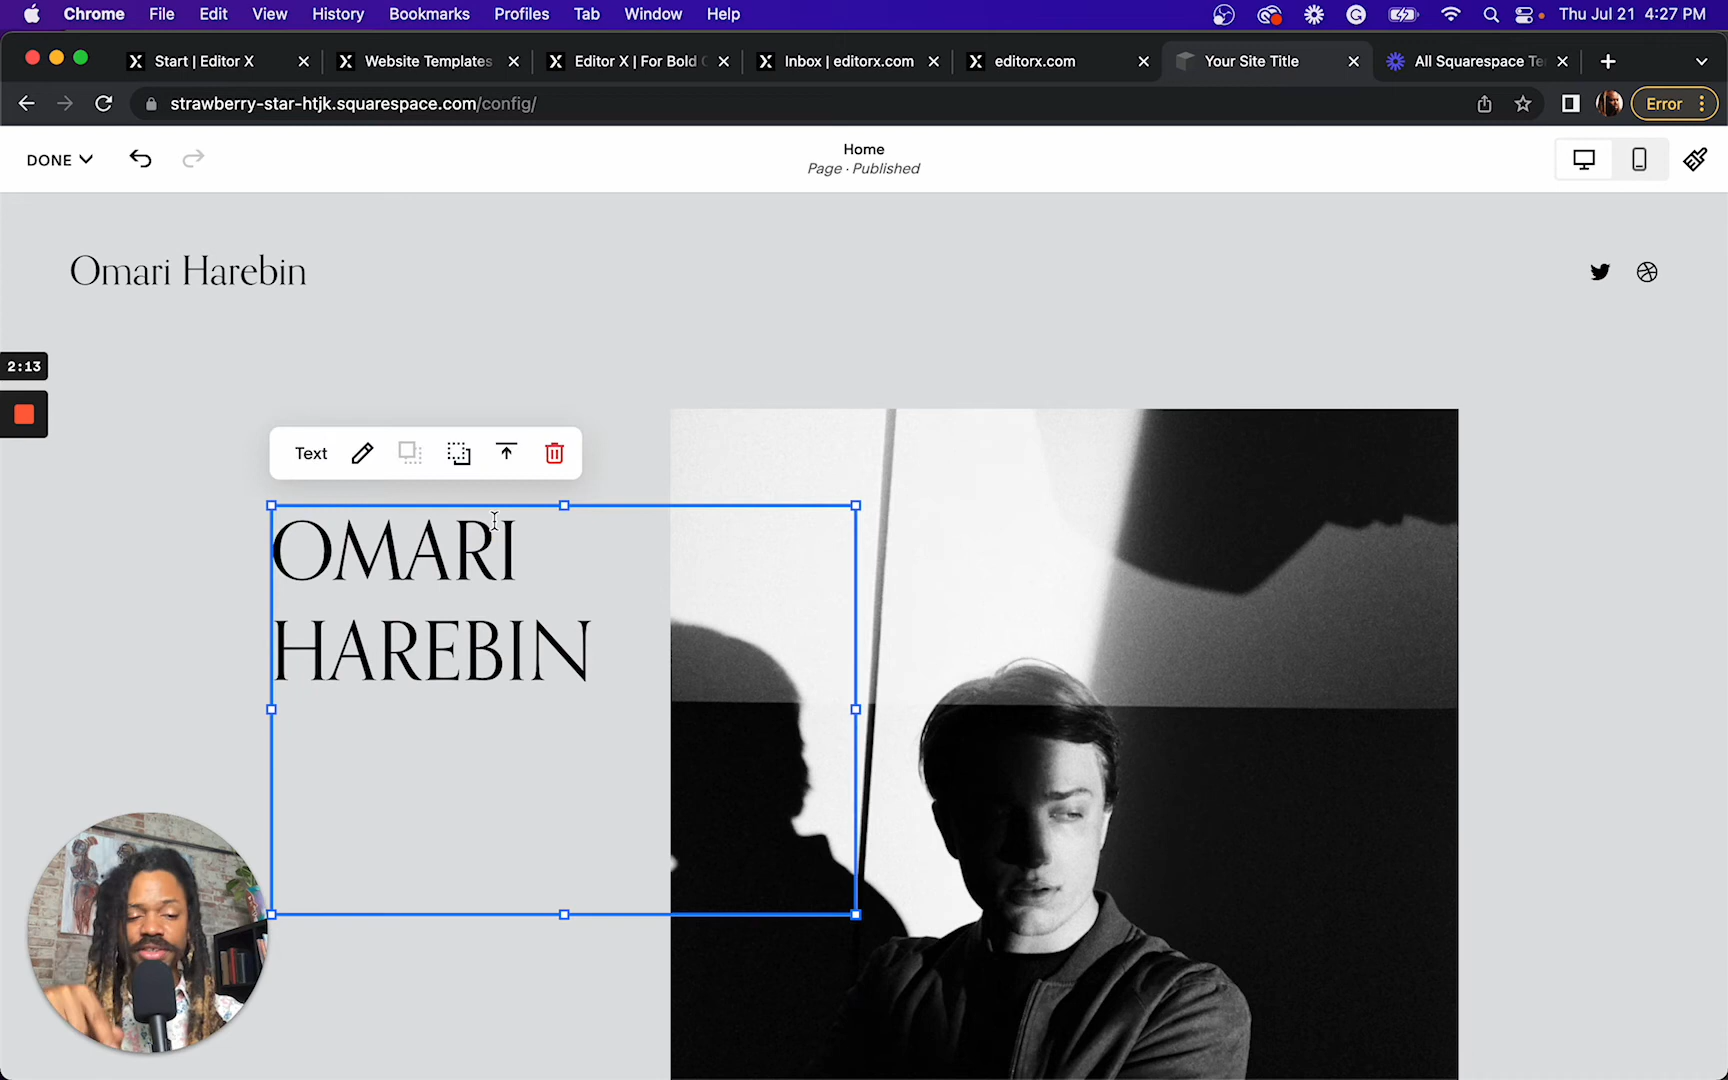 Chrome File Edit View History Bookmarks Profiles Tab Window Help Thu Jul 21 4:27 PM
Start | Editor X Website Templates Editor X | For Bold Inbox | editorx.com editorx.com Your Site Title All Squarespace Te
strawberry-star-htjk.squarespace.com/config/ Error
DONE Home
Page · Published
Omari Harebin
2:13
Text
OMARI
HAREBIN